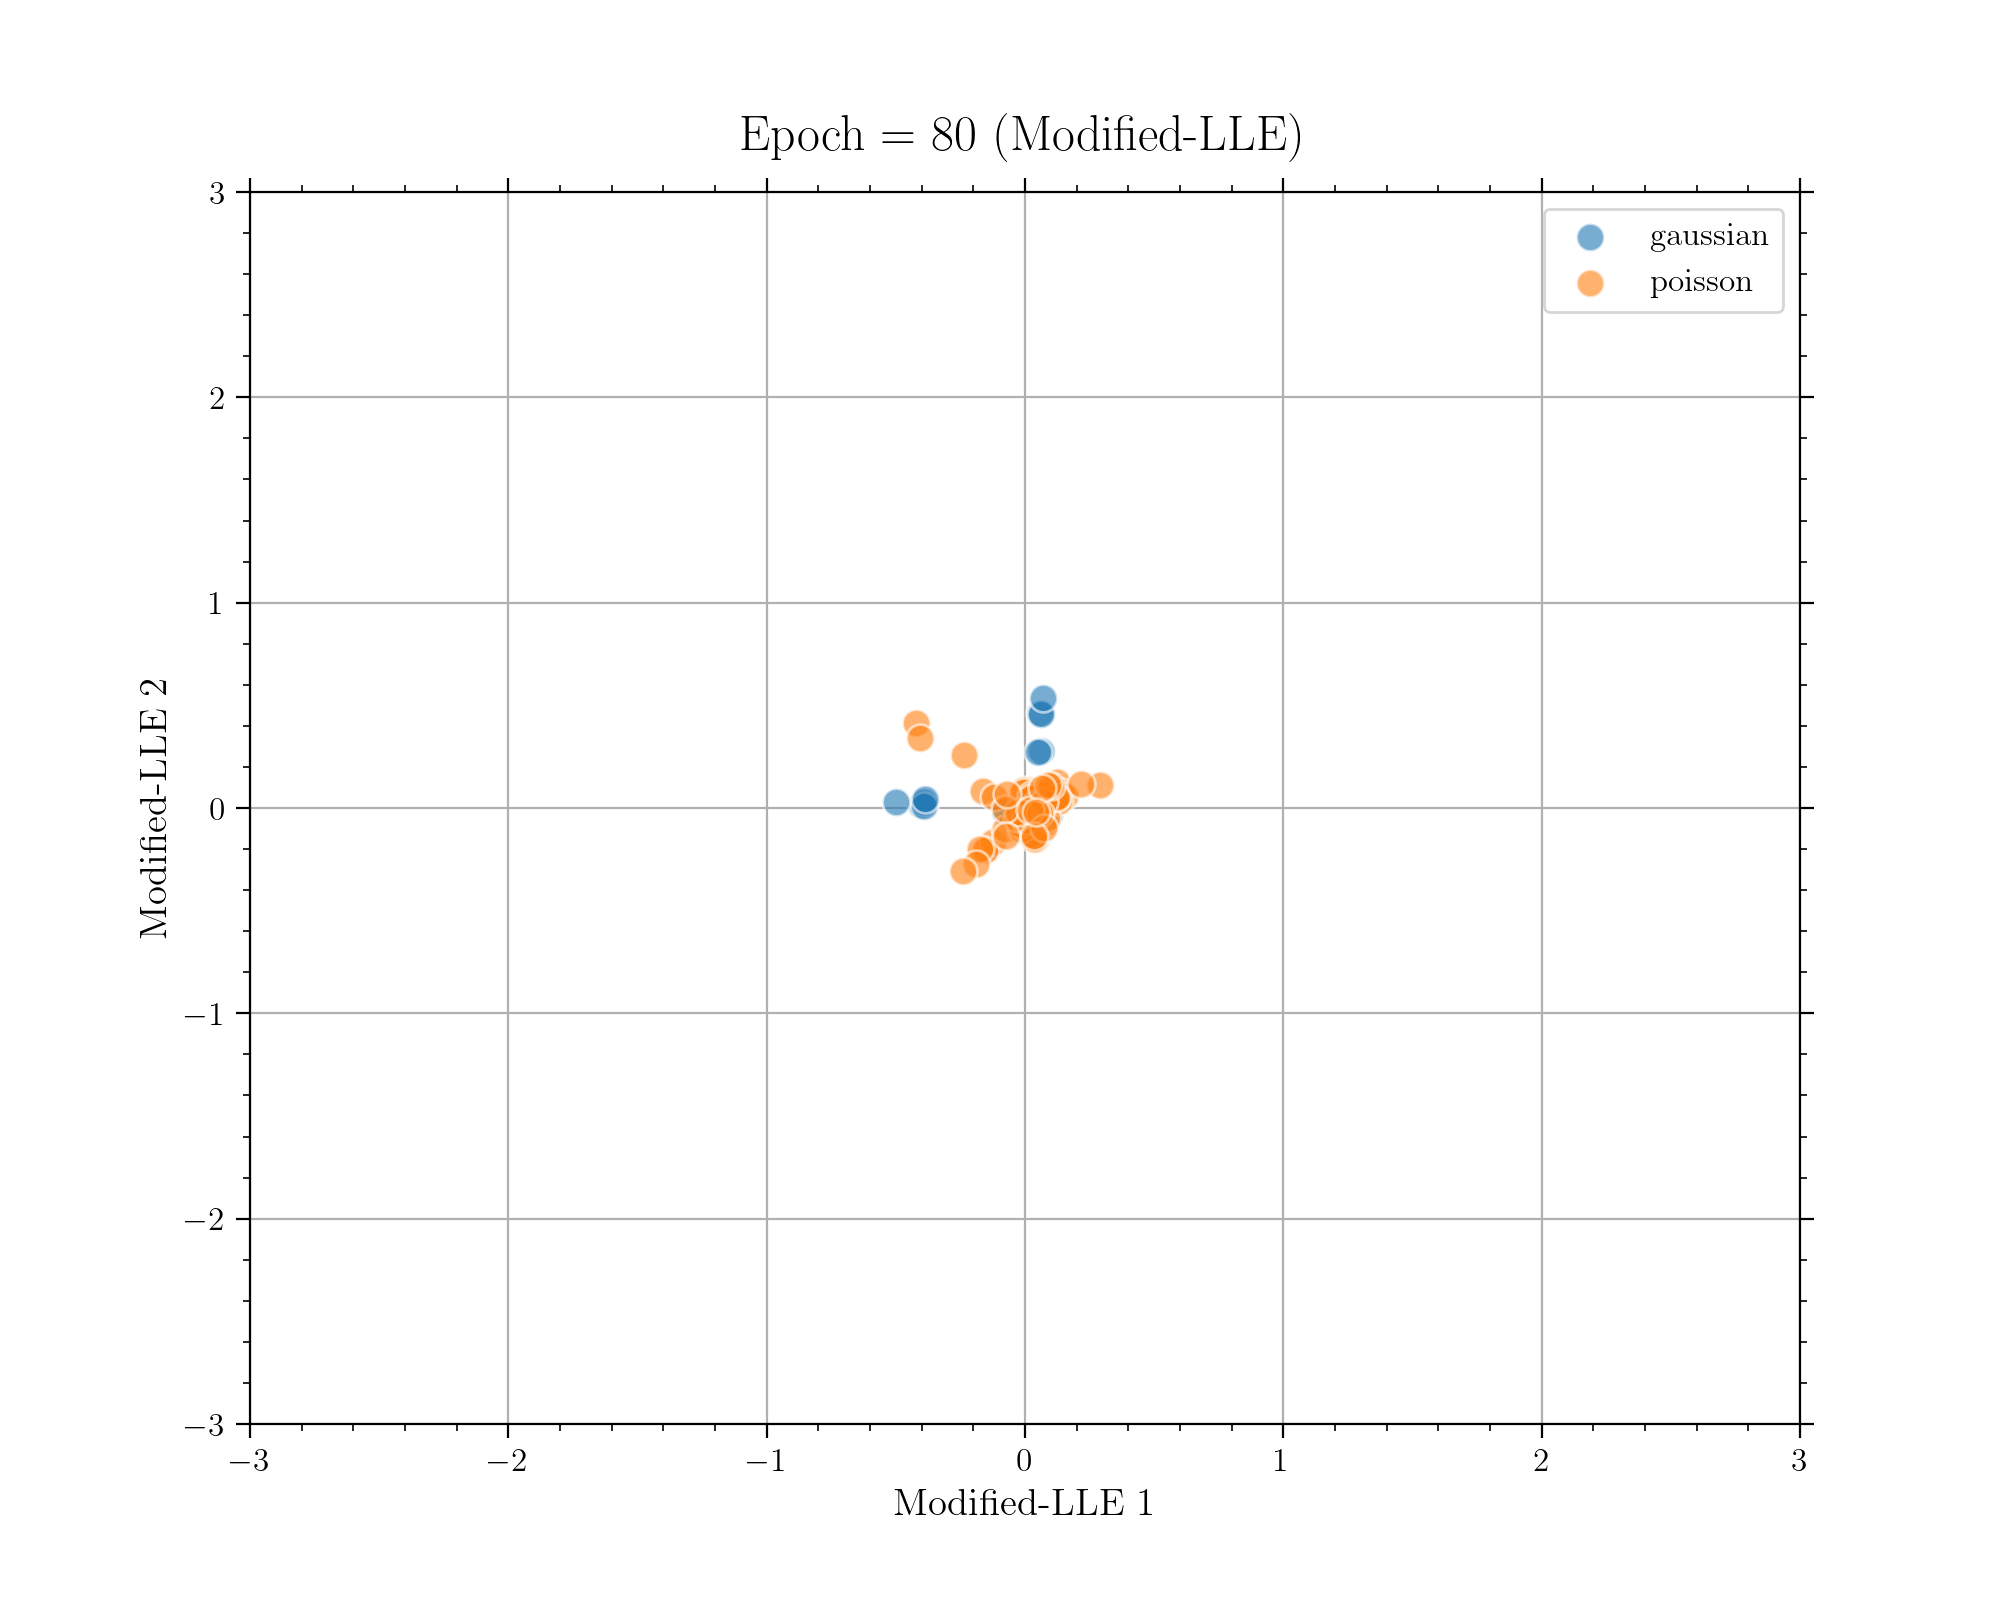 Epoch = 80 (Modified-LLE)
gaussian
poisson
3
2
1
0
−1
−2
−3
Modified-LLE 2
−3 −2 −1 0 1 2 3
Modified-LLE 1